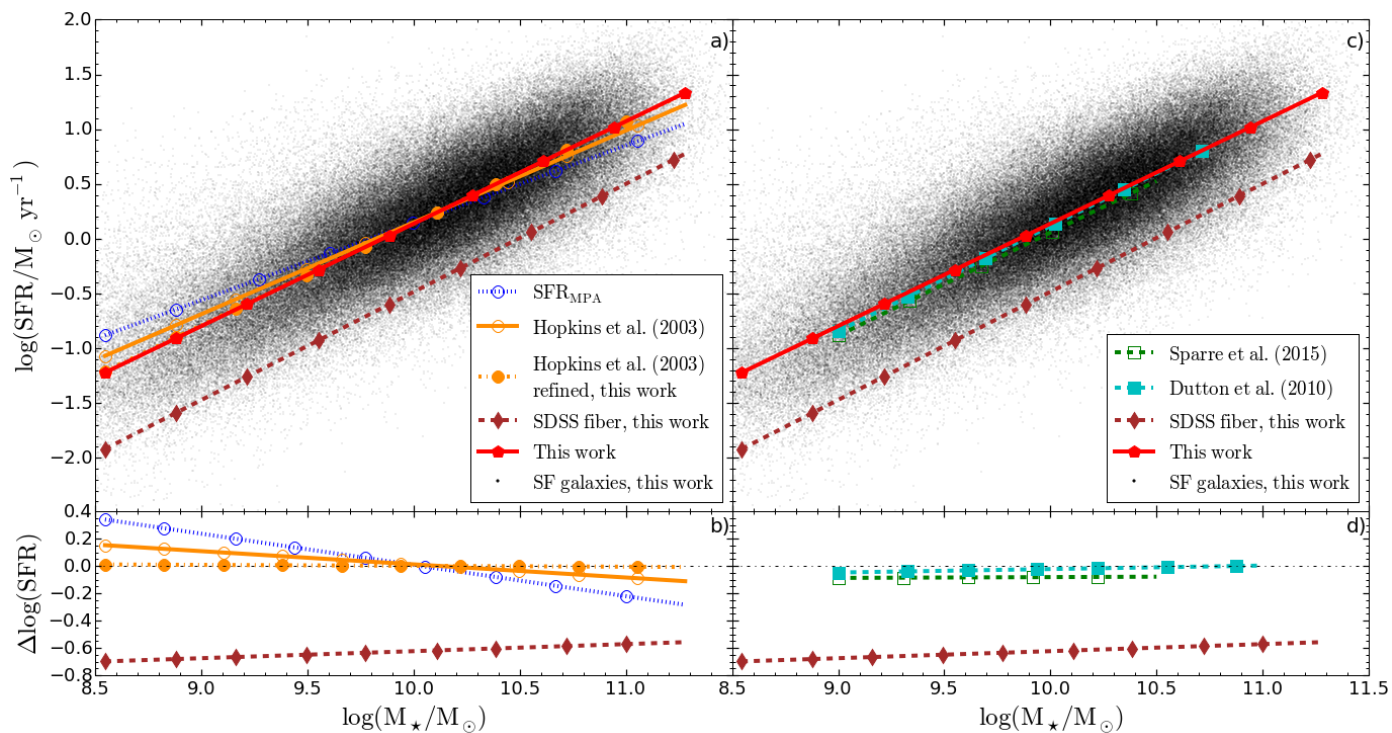 2.0
1.5
1.0
0.5
0.0
−0.5
−1.0
−1.5
−2.0
log(SFR/M⊙ yr⁻¹)
a)
SFR_MPA
Hopkins et al. (2003)
Hopkins et al. (2003)
refined, this work
SDSS fiber, this work
This work
SF galaxies, this work
c)
Sparre et al. (2015)
Dutton et al. (2010)
SDSS fiber, this work
This work
SF galaxies, this work
0.4
0.2
0.0
−0.2
−0.4
−0.6
−0.8
Δlog(SFR)
b)
d)
8.5 9.0 9.5 10.0 10.5 11.0 8.5 9.0 9.5 10.0 10.5 11.0 11.5
log(M⋆/M⊙)
log(M⋆/M⊙)